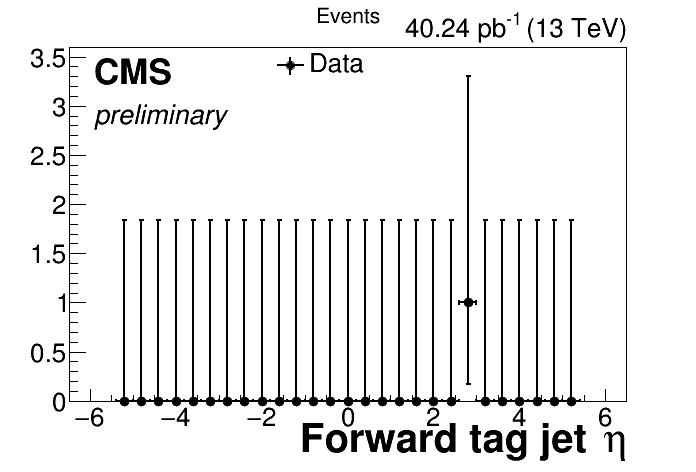 Events
40.24 pb⁻¹ (13 TeV)
CMS
Data
preliminary
3.5
3
2.5
2
1.5
1
0.5
0
−6 −4 −2 0 2 4 6
Forward tag jet η